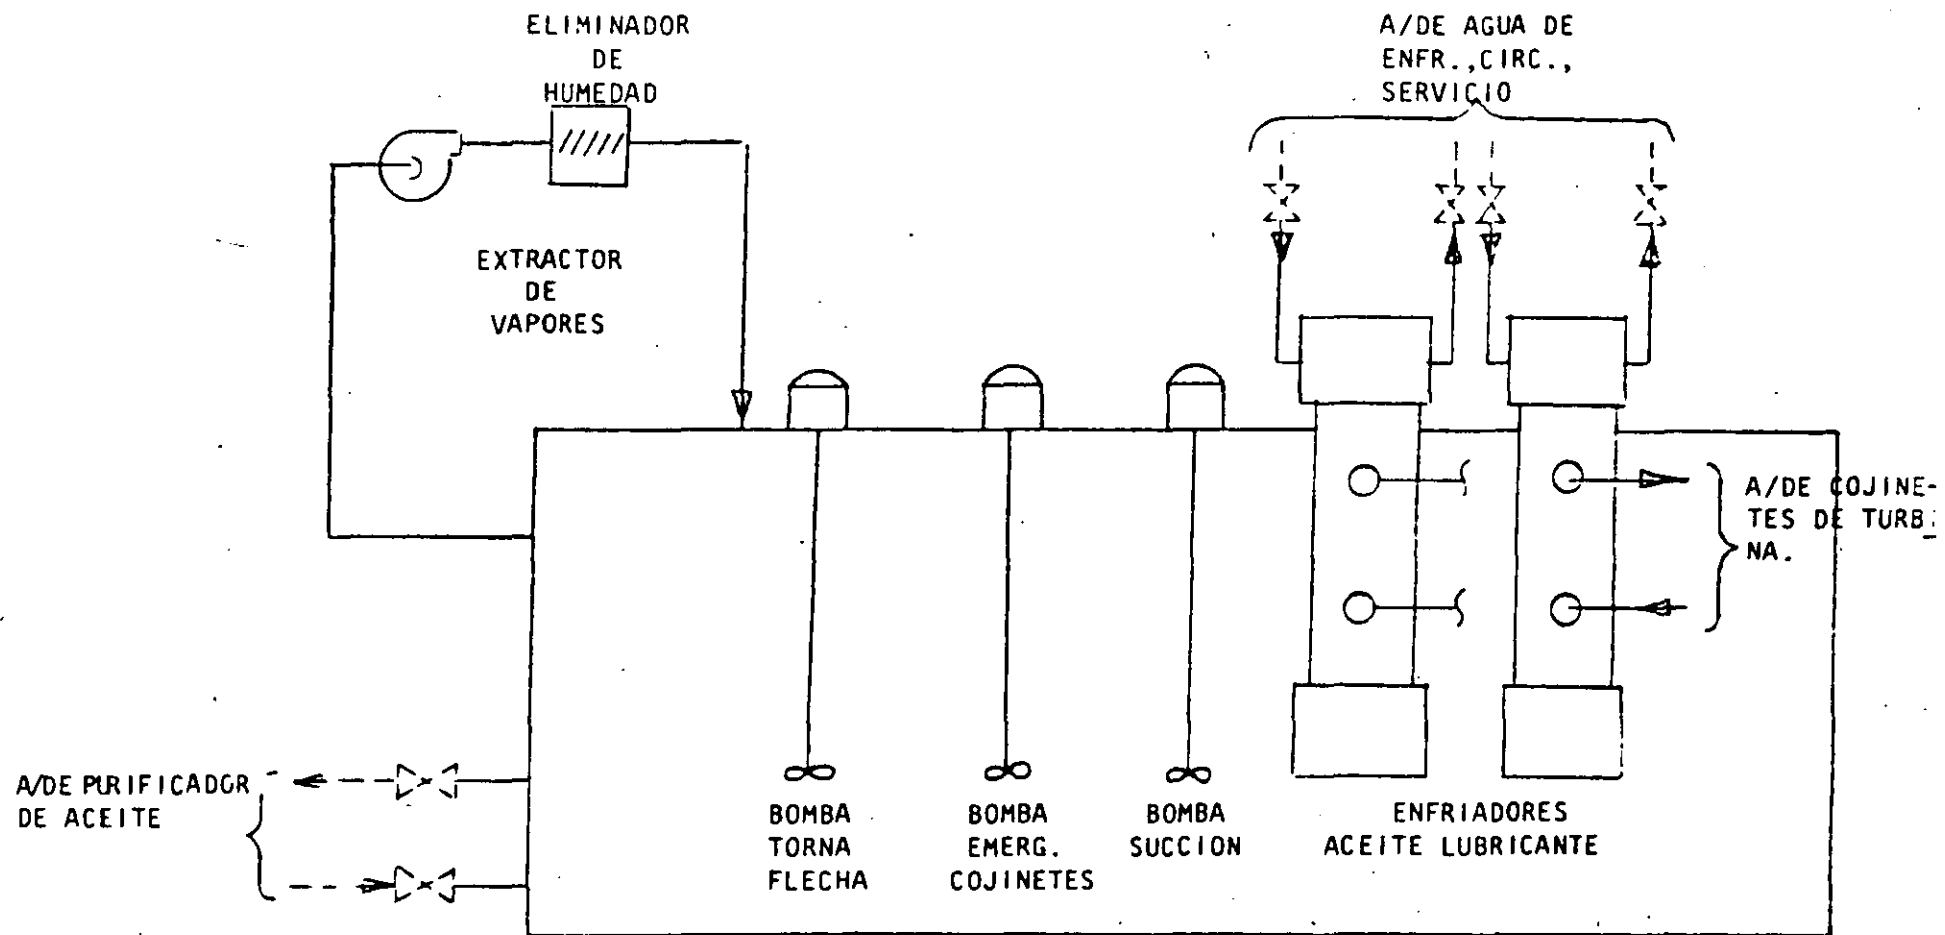 ELIMINADOR
DE
HUMEDAD
A/DE AGUA DE
ENFR.,CIRC.,
SERVICIO
EXTRACTOR
DE
VAPORES
A/DE COJINE-
TES DE TURBI
NA.
A/DE PURIFICADOR
DE ACEITE
BOMBA
TORNA
FLECHA
BOMBA
EMERG.
COJINETES
BOMBA
SUCCION
ENFRIADORES
ACEITE LUBRICANTE